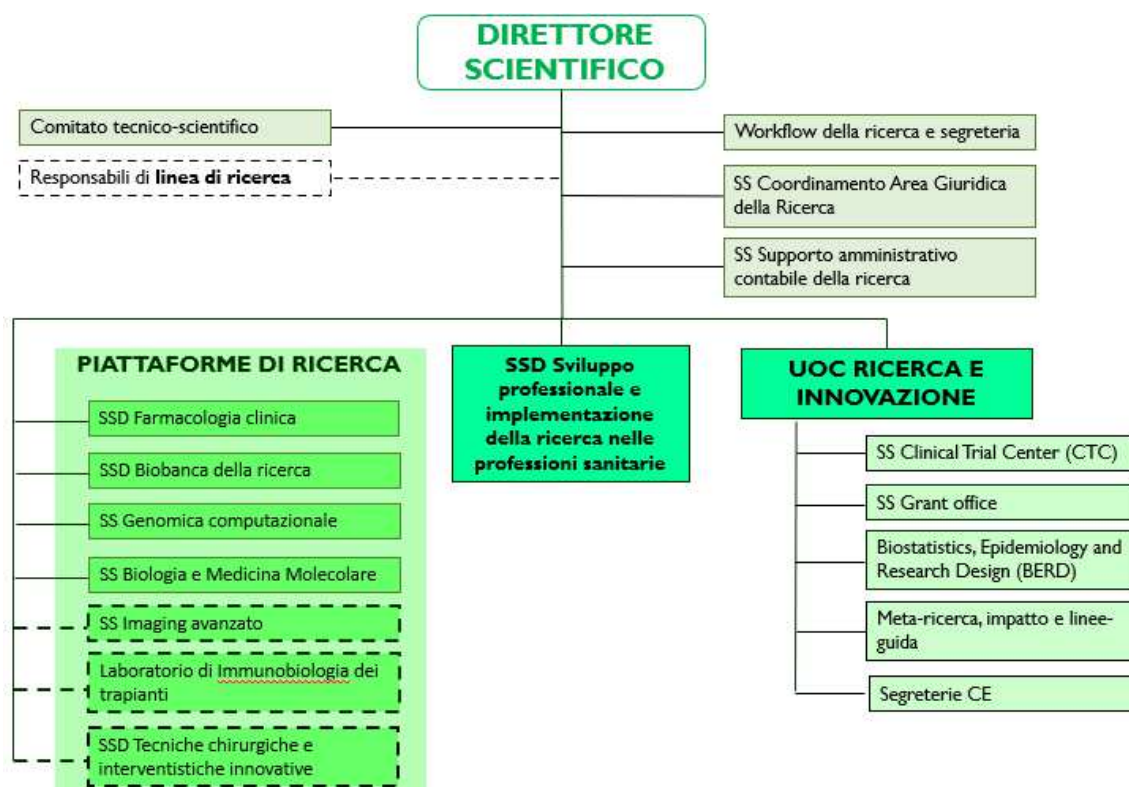 DIRETTORE
SCIENTIFICO
Comitato tecnico-scientifico
Responsabili di linea di ricerca
Workflow della ricerca e segreteria
SS Coordinamento Area Giuridica
della Ricerca
SS Supporto amministrativo
contabile della ricerca
PIATTAFORME DI RICERCA
SSD Farmacologia clinica
SSD Biobanca della ricerca
SS Genomica computazionale
SS Biologia e Medicina Molecolare
SS Imaging avanzato
Laboratorio di Immunobiologia dei
trapianti
SSD Tecniche chirurgiche e
interventistiche innovative
SSD Sviluppo
professionale e
implementazione
della ricerca nelle
professioni sanitarie
UOC RICERCA E
INNOVAZIONE
SS Clinical Trial Center (CTC)
SS Grant office
Biostatistics, Epidemiology and
Research Design (BERD)
Meta-ricerca, impatto e linee-
guida
Segreterie CE